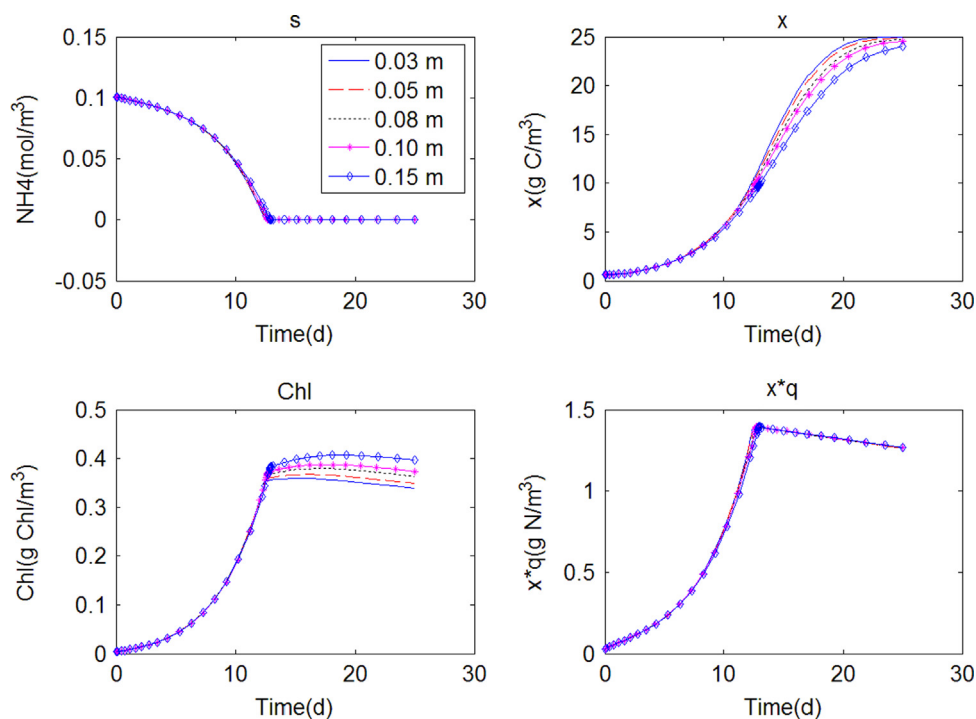 s
0.15
0.1
0.05
0
-0.05
NH4(mol/m³)
0 10 20 30
Time(d)
0.03 m
0.05 m
0.08 m
0.10 m
0.15 m
x
25
20
15
10
5
0
x(g C/m³)
0 10 20 30
Time(d)
Chl
0.5
0.4
0.3
0.2
0.1
0
Chl(g Chl/m³)
0 10 20 30
Time(d)
x*q
1.5
1
0.5
0
x*q(g N/m³)
0 10 20 30
Time(d)